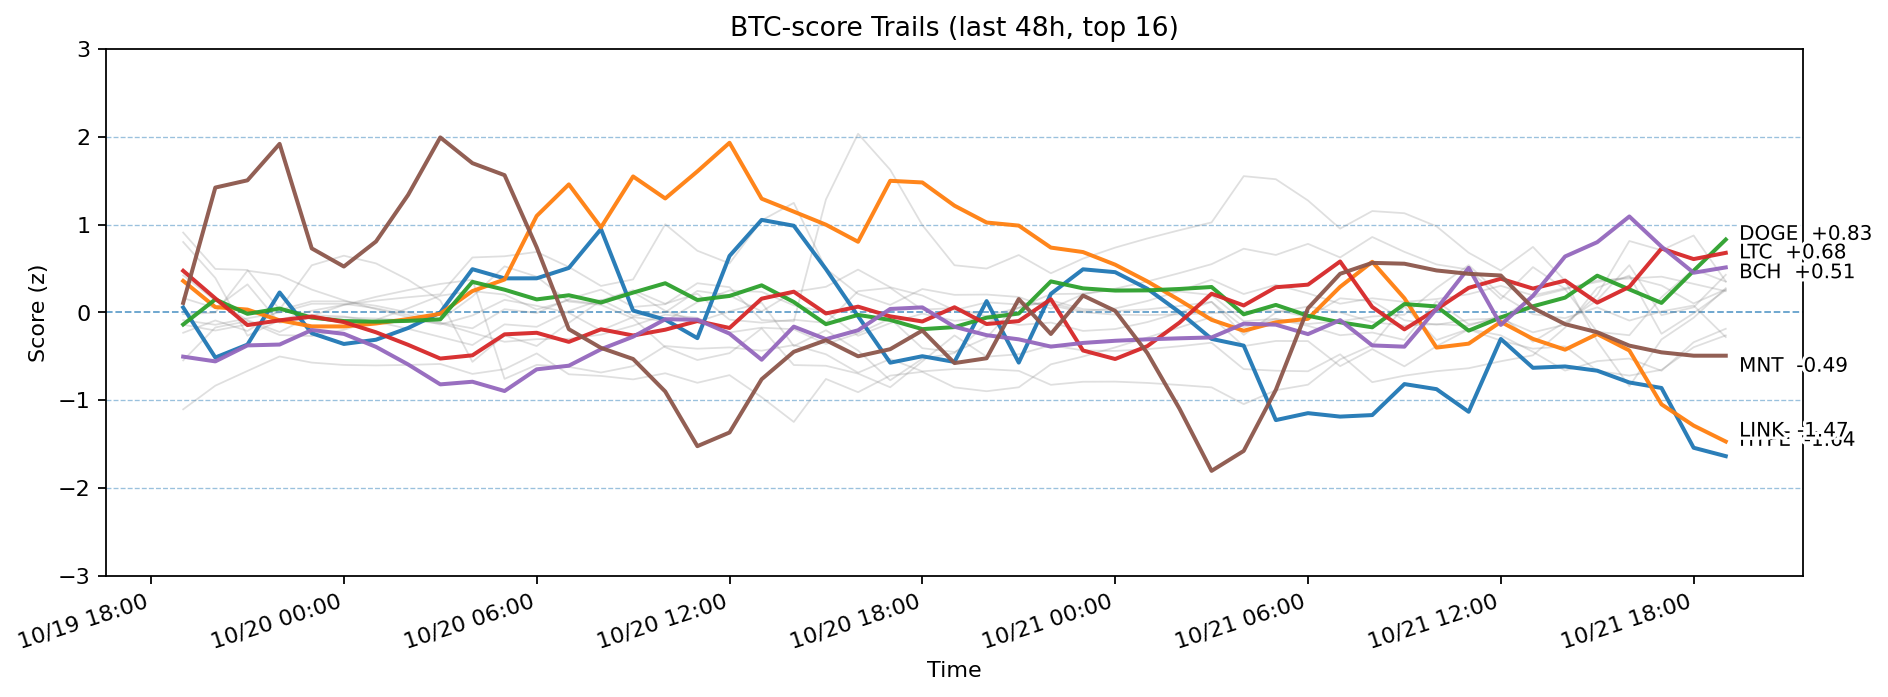 BTC-score Trails (last 48h, top 16)
3
2
1
0
−1
−2
−3
Score (z)
DOGE +0.83
LTC +0.68
BCH +0.51
MNT -0.49
LINK -1.47
10/19 18:00
10/20 00:00
10/20 06:00
10/20 12:00
10/20 18:00
10/21 00:00
10/21 06:00
10/21 12:00
10/21 18:00
Time